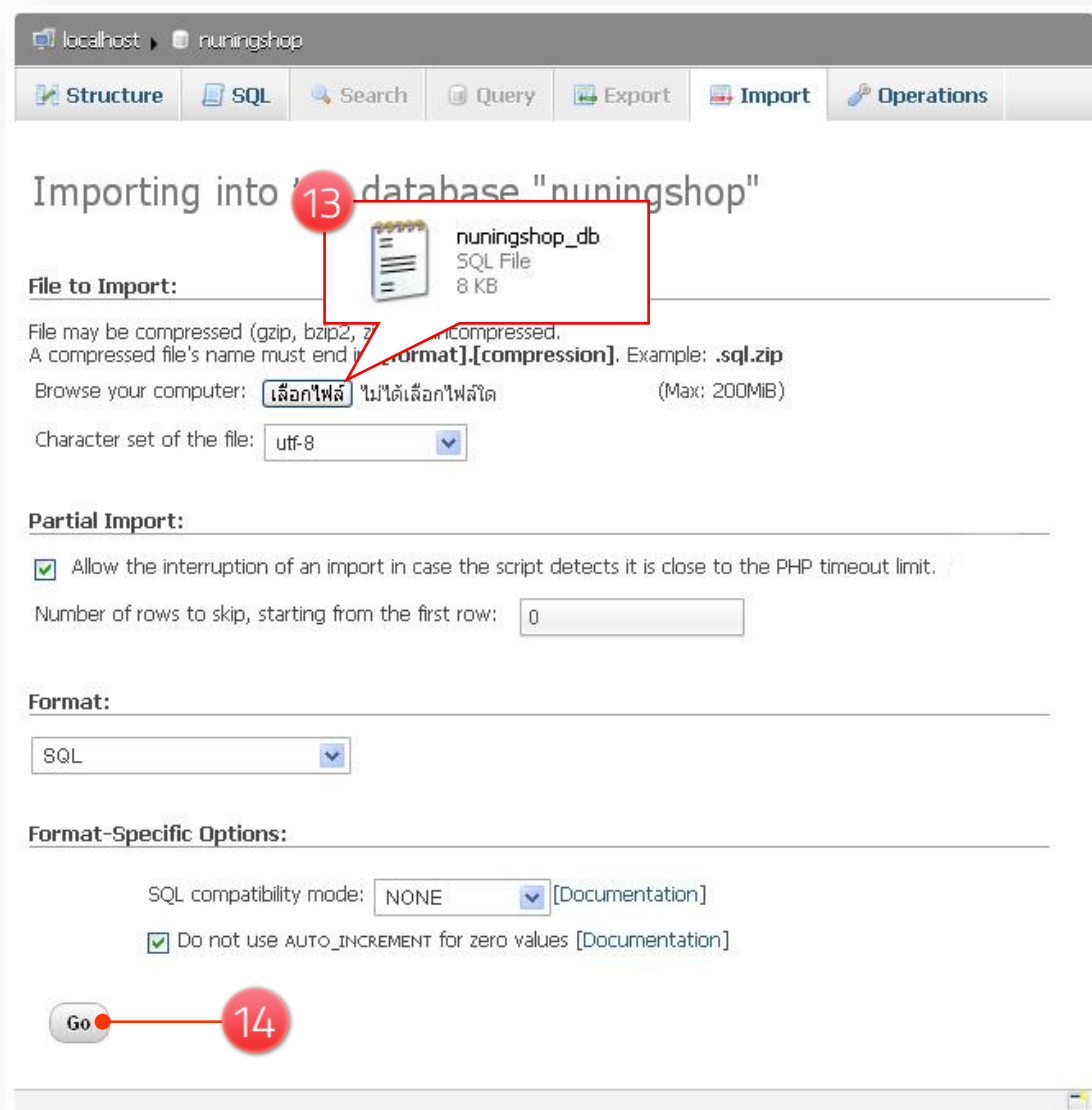 localhost nuningshop
Structure SQL Search Query Export Import Operations
Importing into database "nuningshop"
13
nuningshop_db
SQL File
8 KB
File to Import:
File may be compressed (gzip, bzip2, uncompressed.
A compressed file's name must end in .[format].[compression]. Example: .sql.zip
Browse your computer: เลือกไฟล์ ไม่ได้เลือกไฟล์ใด (Max: 200MiB)
Character set of the file: utf-8
Partial Import:
Allow the interruption of an import in case the script detects it is close to the PHP timeout limit.
Number of rows to skip, starting from the first row: 0
Format:
SQL
Format-Specific Options:
SQL compatibility mode: NONE [Documentation]
Do not use AUTO_INCREMENT for zero values [Documentation]
Go 14